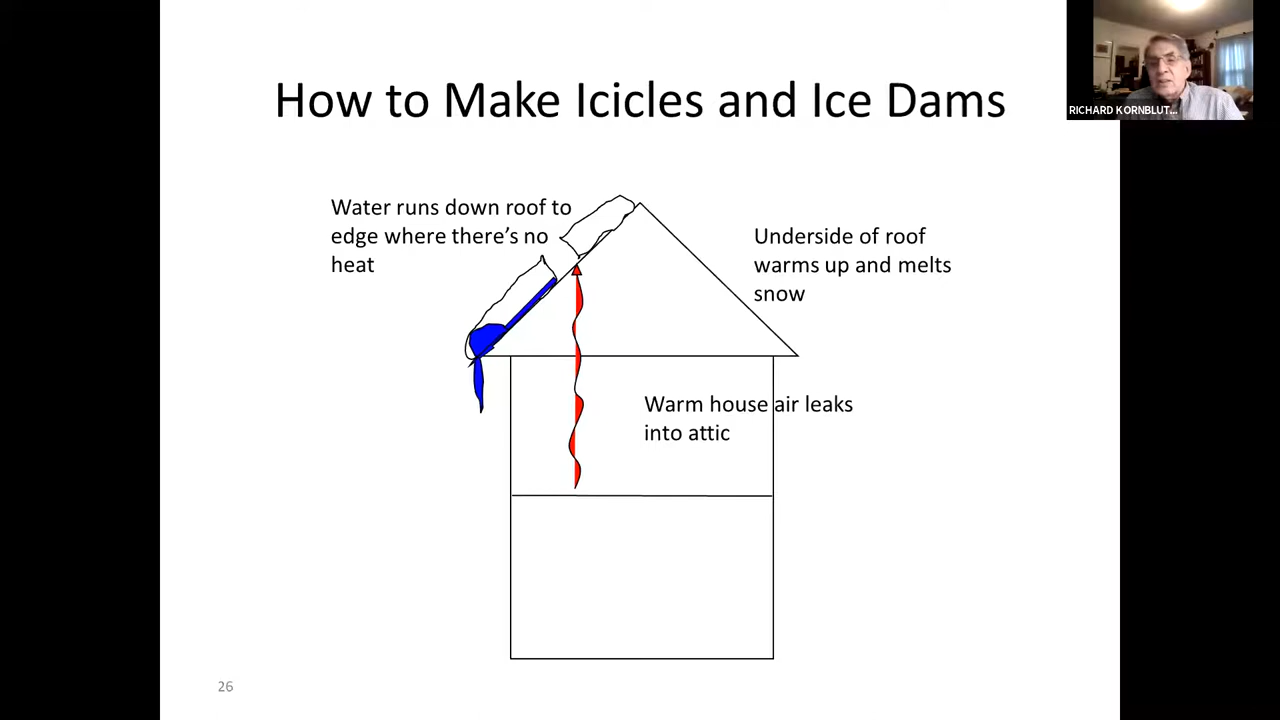 How to Make Icicles and Ice Dams
RICHARD KORNBLUT...
Water runs down roof to
edge where there's no
heat
Underside of roof
warms up and melts
snow
Warm house air leaks
into attic
26